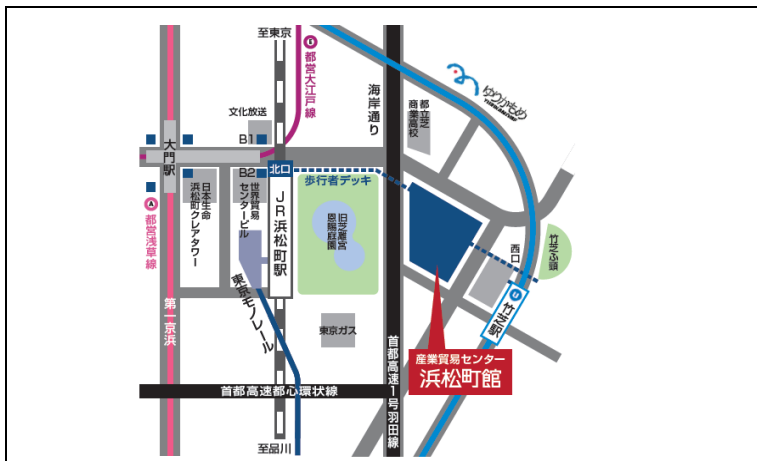 至東京
都営大江戸線
海岸通り
都立芝
商業高校
ゆりかもめ
YURIKAMOME
文化放送
B1
大門駅
B2
北口
歩行者デッキ
日本生命
浜松町クレアタワー
世界貿易
センタービル
JR浜松町駅
旧芝離宮
恩賜庭園
A
都営浅草線
西口
竹芝ふ頭
竹芝駅
東京モノレール
第一京浜
東京ガス
産業貿易センター
浜松町館
首都高速1号羽田線
首都高速都心環状線
至品川